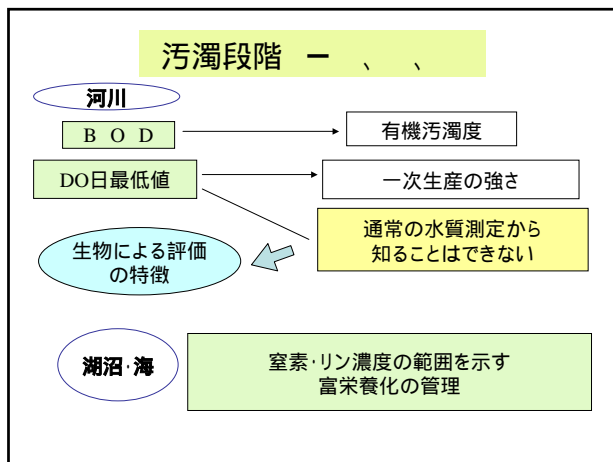 汚濁段階 － 、 、
河川
B O D
有機汚濁度
DO日最低値
一次生産の強さ
通常の水質測定から
知ることはできない
生物による評価
の特徴
湖沼・海
窒素・リン濃度の範囲を示す
富栄養化の管理